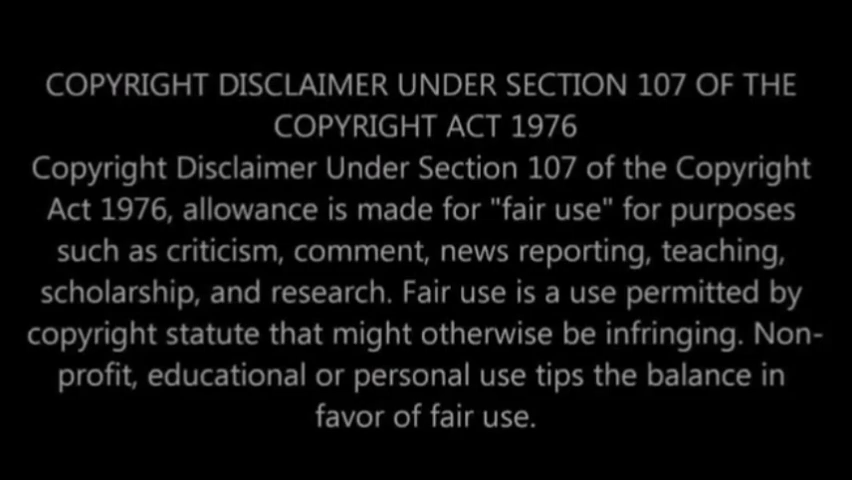 COPYRIGHT DISCLAIMER UNDER SECTION 107 OF THE
COPYRIGHT ACT 1976
Copyright Disclaimer Under Section 107 of the Copyright
Act 1976, allowance is made for "fair use" for purposes
such as criticism, comment, news reporting, teaching,
scholarship, and research. Fair use is a use permitted by
copyright statute that might otherwise be infringing. Non-
profit, educational or personal use tips the balance in
favor of fair use.